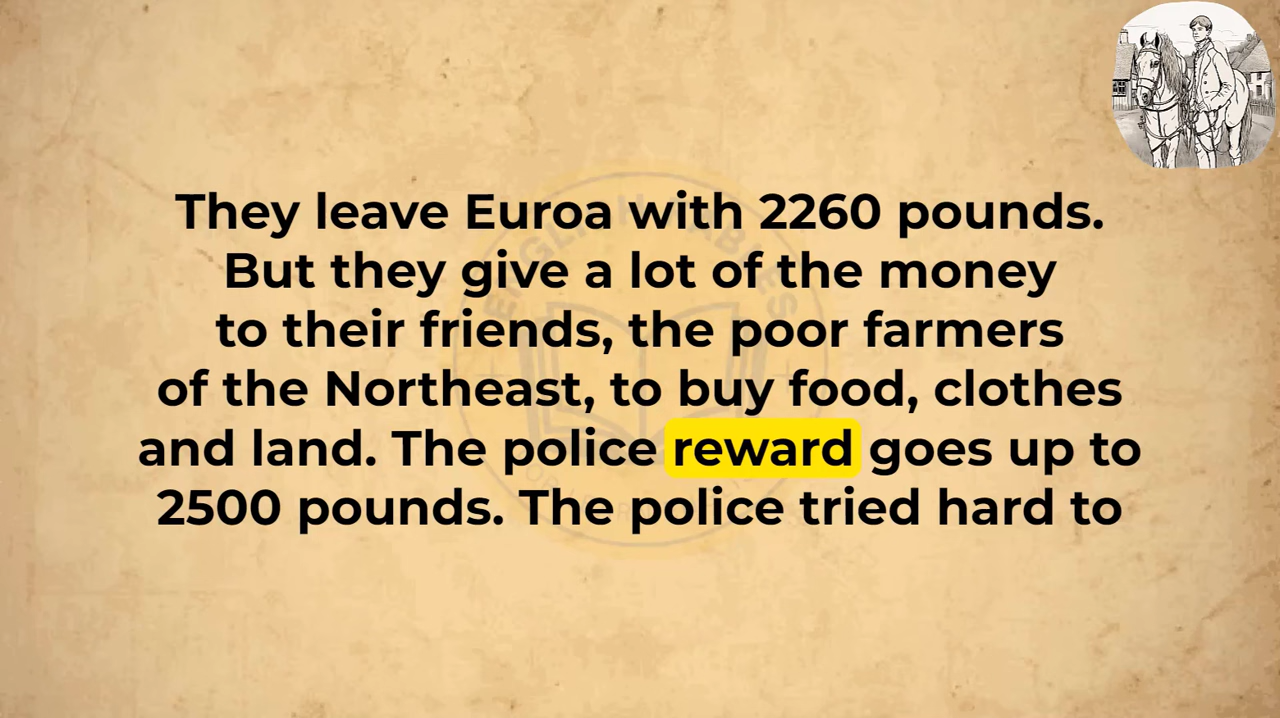 They leave Euroa with 2260 pounds.
But they give a lot of the money
to their friends, the poor farmers
of the Northeast, to buy food, clothes
and land. The police reward goes up to
2500 pounds. The police tried hard to